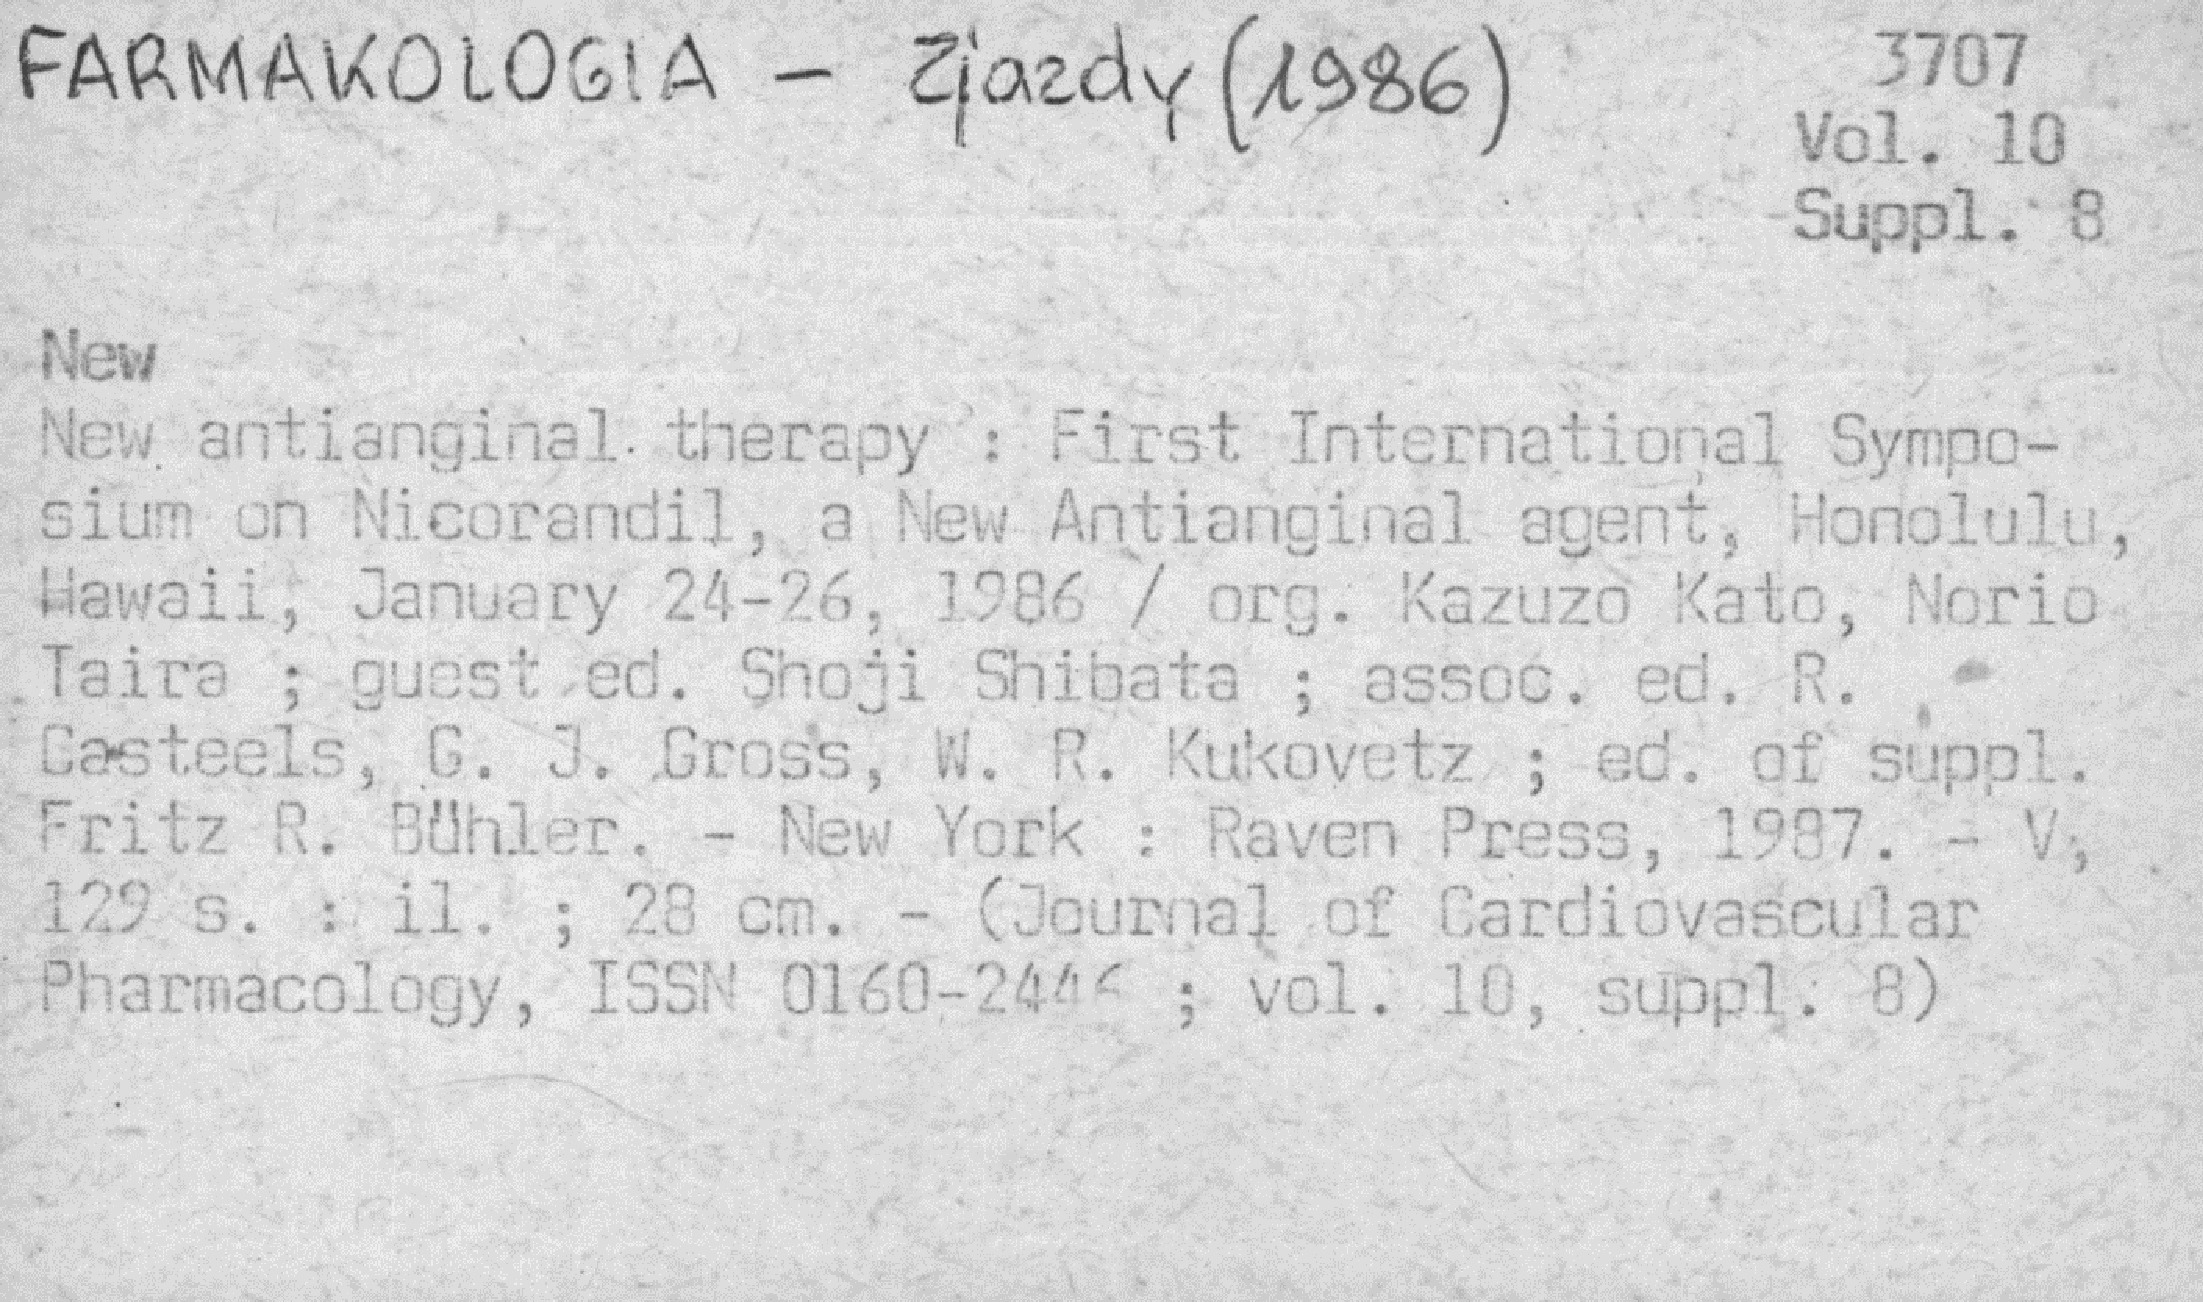 FARMAKOLOGIA - Zjazdy (1986)
3707
Vol. 10
Suppl. 8
New
New antianginal therapy : First International Sympo-
sium on Nicorandil, a New Antianginal agent, Honolulu,
Hawaii, January 24-26, 1986 / org. Kazuzo Kato, Norio
Taira ; guest ed. Shoji Shibata ; assoc. ed. R.
Casteels, G. J. Gross, W. R. Kukovetz ; ed. of suppl.
Fritz R. Bühler. - New York : Raven Press, 1987. - V,
129 s. : il. ; 28 cm. - (Journal of Cardiovascular
Pharmacology, ISSN 0160-2446 ; vol. 10, suppl. 8)